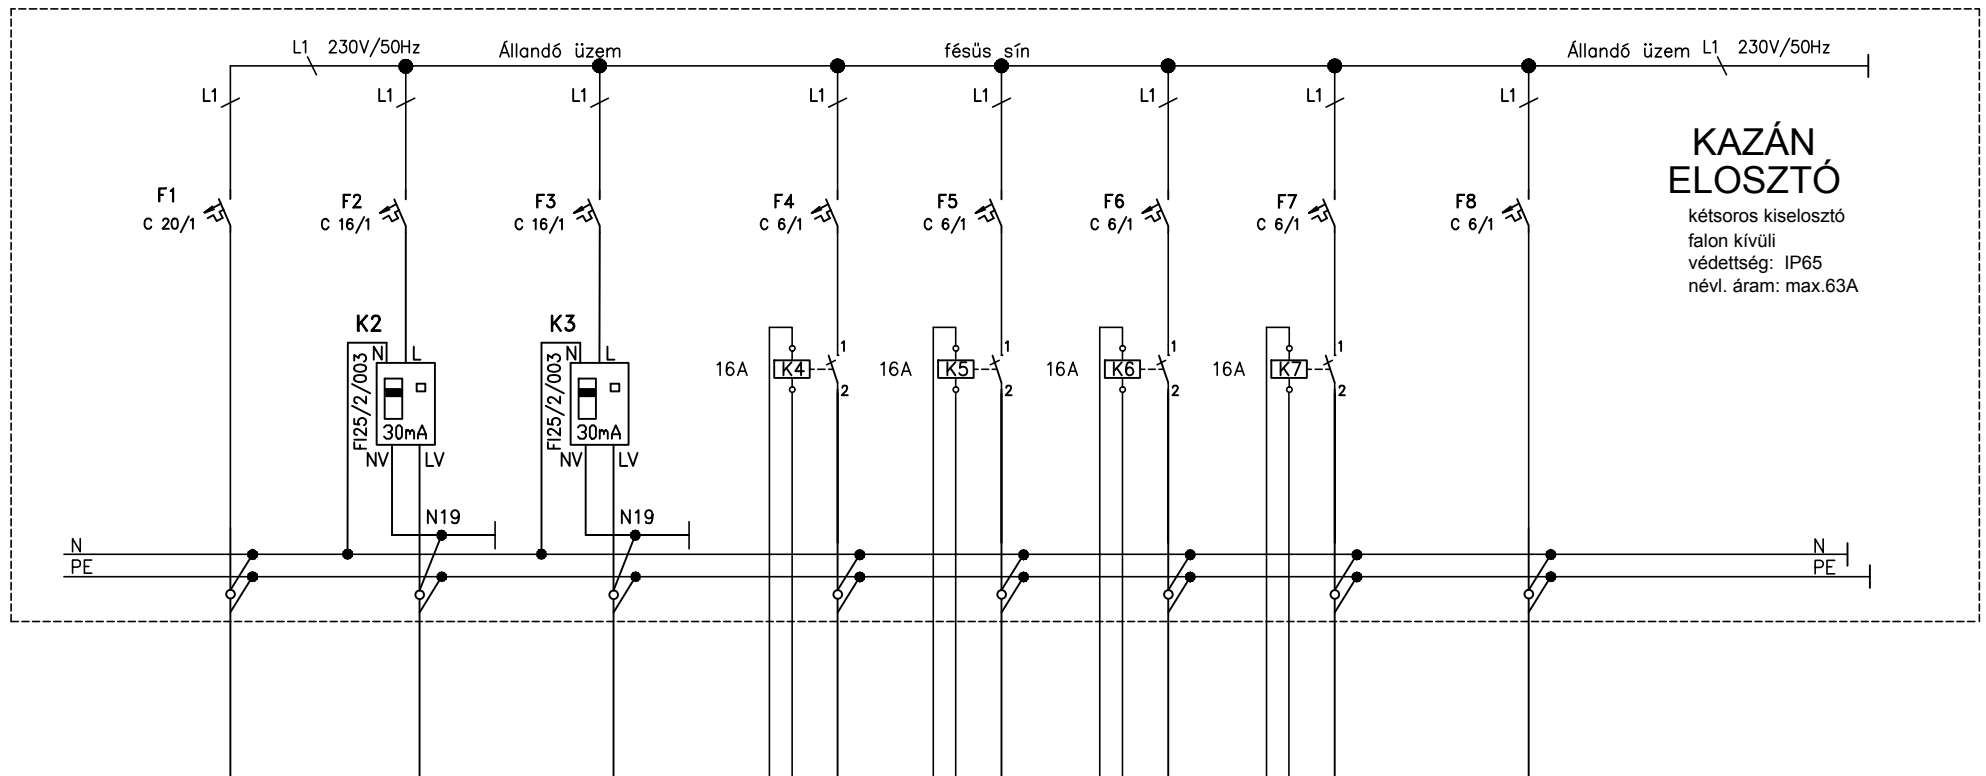 L1 230V/50Hz Állandó üzem fésüs sín Állandó üzem L1 230V/50Hz
L1 L1 L1 L1 L1 L1 L1 L1
KAZÁN
ELOSZTÓ
kétsoros kiselosztó
falon kívüli
védettség: IP65
névl. áram: max.63A
F1 F2 F3 F4 F5 F6 F7 F8
C 20/1 C 16/1 C 16/1 C 6/1 C 6/1 C 6/1 C 6/1 C 6/1
K2 K3
N L N L 1 1 1 1
FI25/2/003 FI25/2/003
16A K4 16A K5 16A K6 16A K7
2 2 2 2
30mA 30mA
NV LV NV LV
N19 N19
N N
PE PE